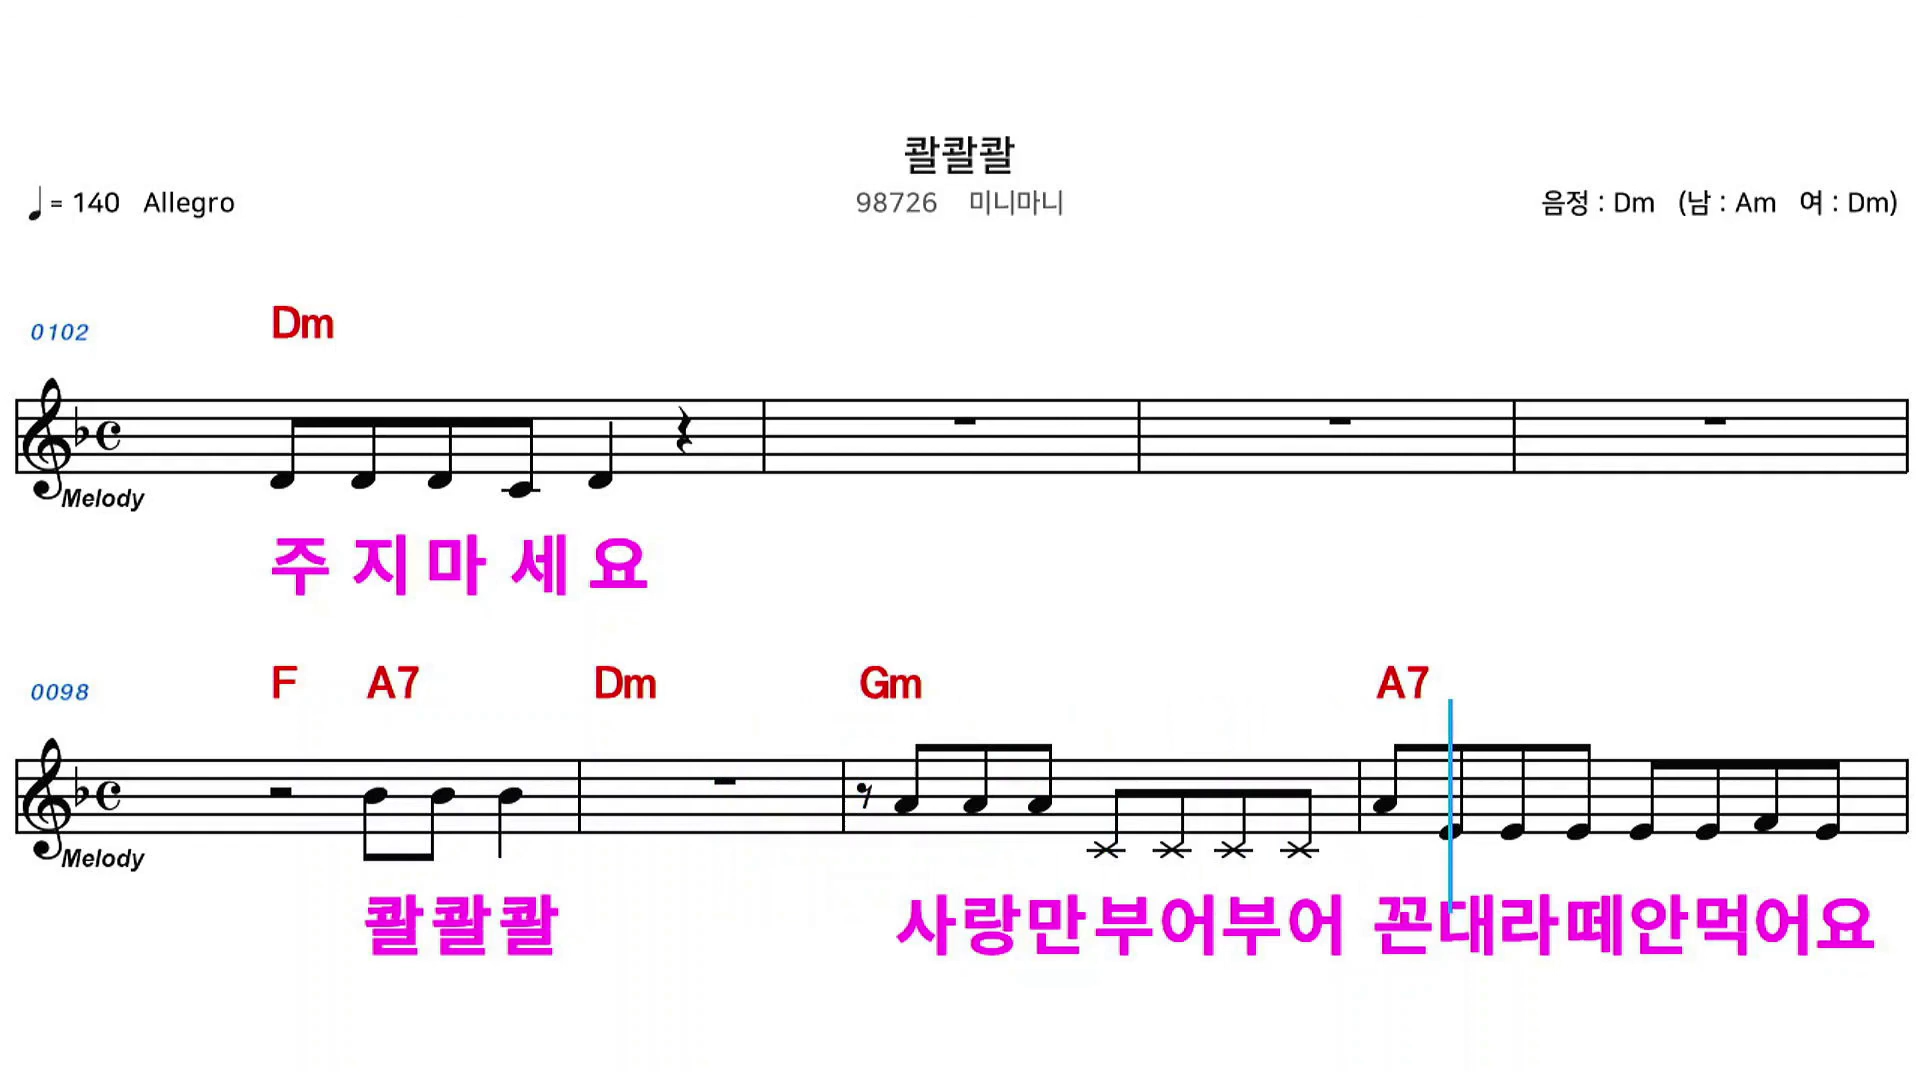 콸콸콸
♩= 140 Allegro 98726 미니마니 음정 : Dm (남 : Am 여 : Dm)
Dm
0102
Melody
주 지 마 세 요
F A7 Dm Gm A7
0098
Melody
콸콸콸 사랑만부어부어 꼰대라떼안먹어요